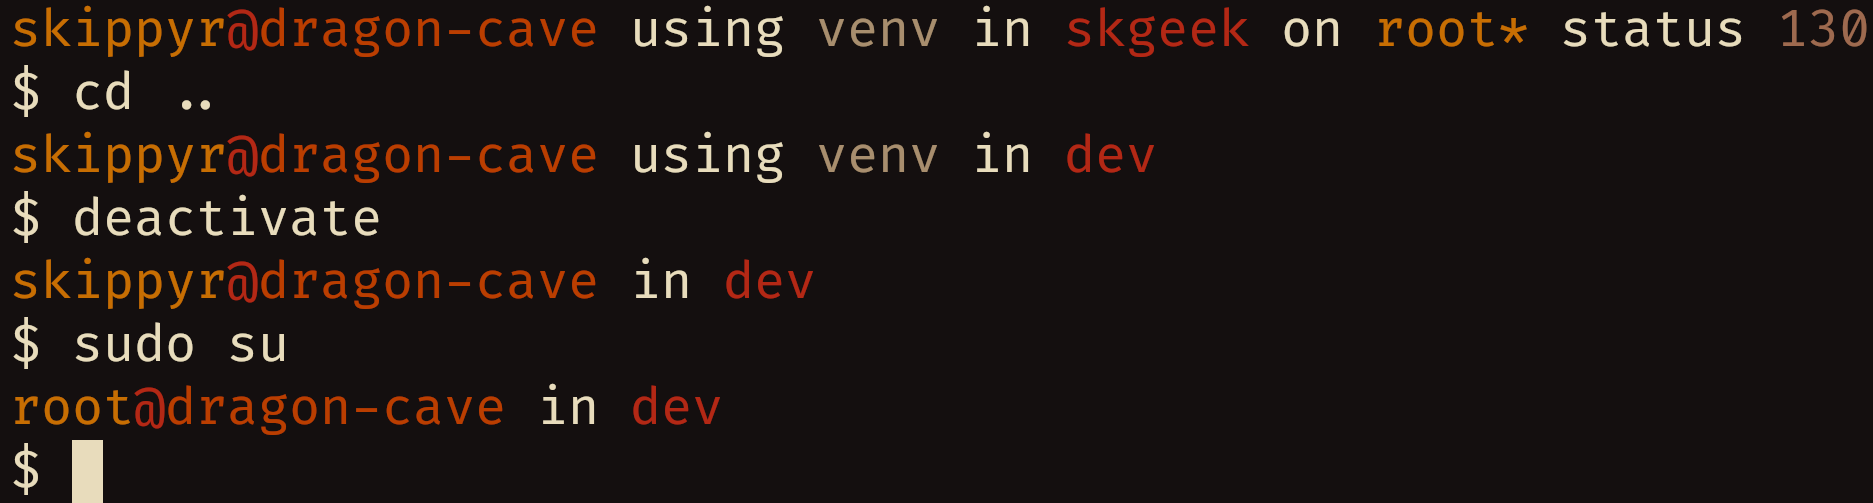 skippyr@dragon-cave using venv in skgeek on root* status 130
$ cd ..
skippyr@dragon-cave using venv in dev
$ deactivate
skippyr@dragon-cave in dev
$ sudo su
root@dragon-cave in dev
$